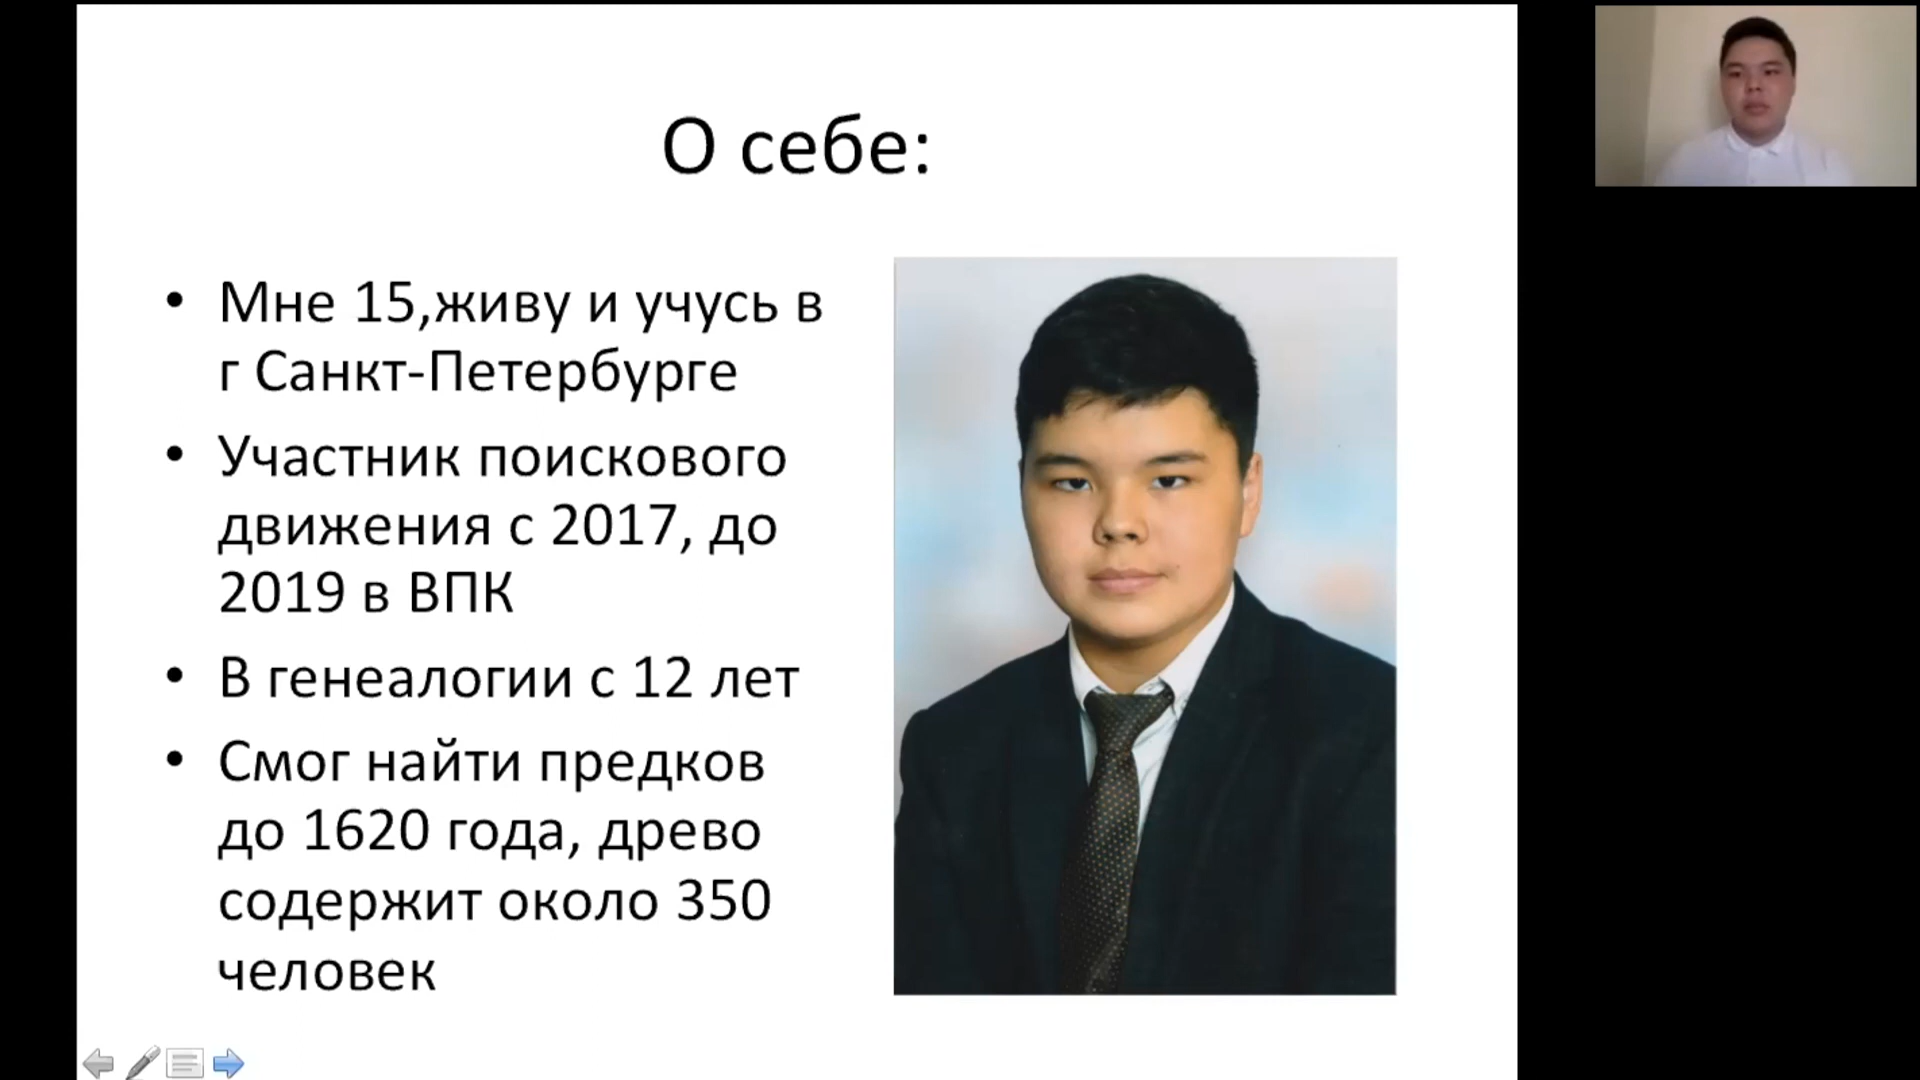 О себе:
• Мне 15,живу и учусь в
г Санкт-Петербурге
• Участник поискового
движения с 2017, до
2019 в ВПК
• В генеалогии с 12 лет
• Смог найти предков
до 1620 года, древо
содержит около 350
человек